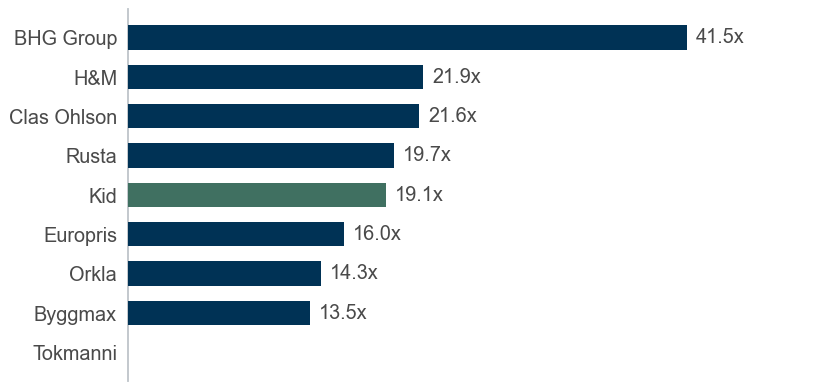 BHG Group 41.5x
H&M 21.9x
Clas Ohlson 21.6x
Rusta 19.7x
Kid 19.1x
Europris 16.0x
Orkla 14.3x
Byggmax 13.5x
Tokmanni